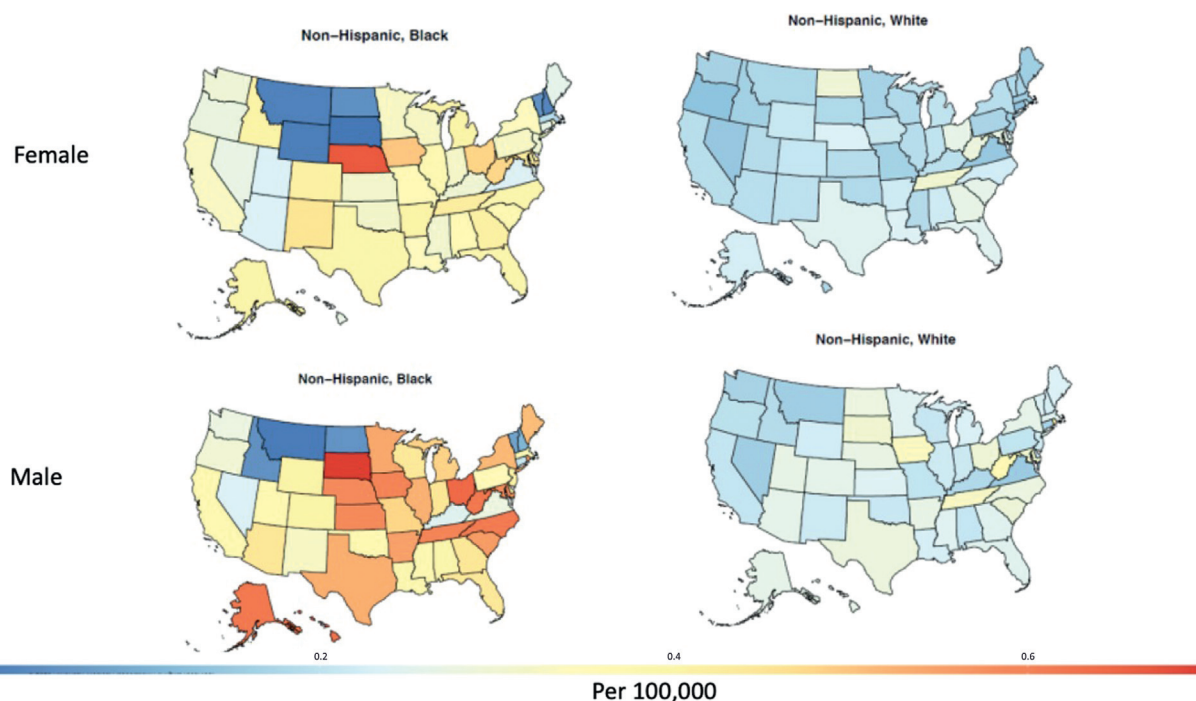 Non-Hispanic, Black
Non-Hispanic, White
Female
Non-Hispanic, Black
Non-Hispanic, White
Male
0.2
0.4
0.6
Per 100,000